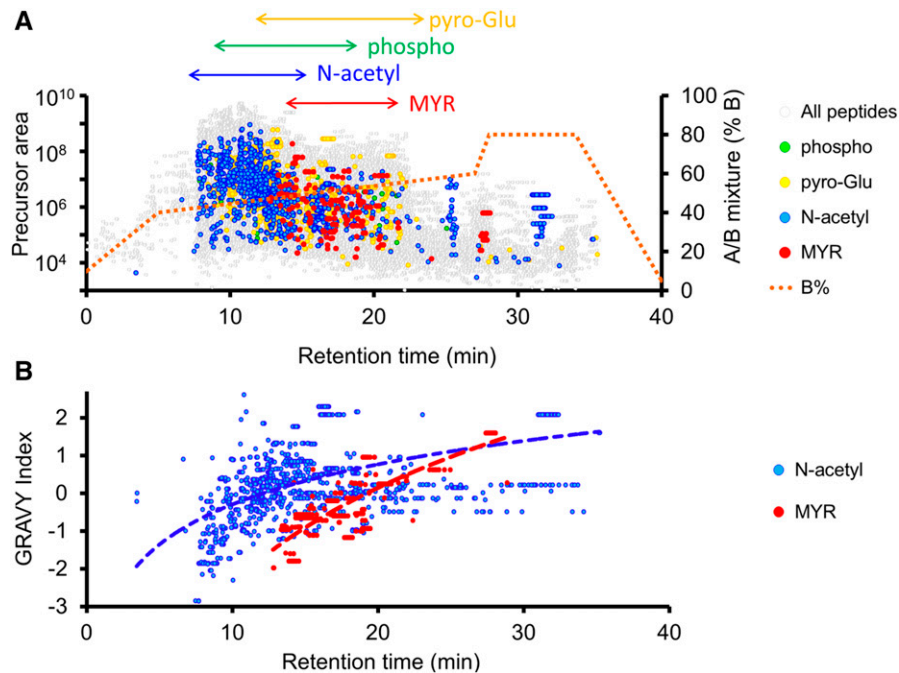 A
pyro-Glu
phospho
N-acetyl
MYR
Precursor area
10^10
10^8
10^6
10^4
100
80
60
40
20
0
A/B mixture (% B)
0 10 20 30 40
Retention time (min)
All peptides
phospho
pyro-Glu
N-acetyl
MYR
B%
B
GRAVY Index
2
1
0
-1
-2
-3
0 10 20 30 40
Retention time (min)
N-acetyl
MYR